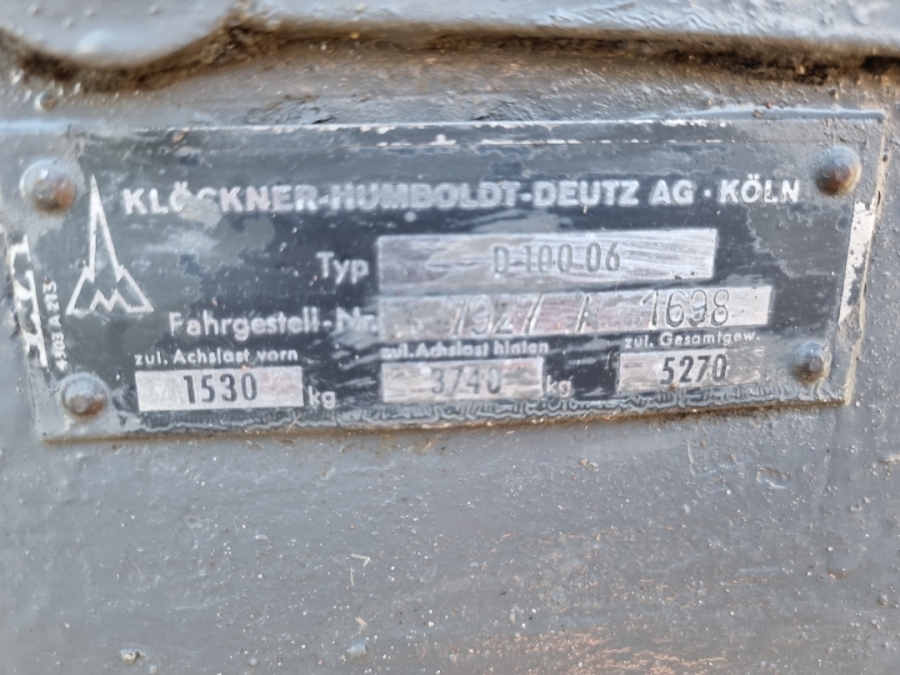 KLÖCKNER-HUMBOLDT-DEUTZ AG · KÖLN
Typ D 100 06
Fahrgestell-Nr. 7927 / 1698
zul. Achslast vorn zul. Achslast hinten zul. Gesamtgew.
1530 kg 3740 kg 5270